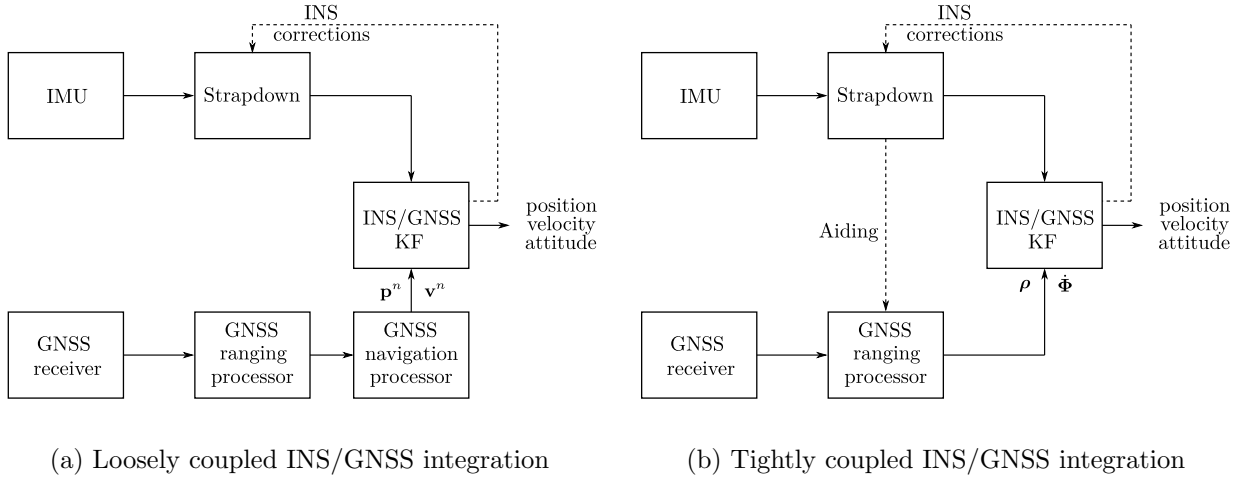 INS
corrections
IMU
Strapdown
INS/GNSS
KF
position
velocity
attitude
pⁿ vⁿ
GNSS
receiver
GNSS
ranging
processor
GNSS
navigation
processor
(a) Loosely coupled INS/GNSS integration
INS
corrections
IMU
Strapdown
Aiding
INS/GNSS
KF
position
velocity
attitude
ρ Φ̇
GNSS
receiver
GNSS
ranging
processor
(b) Tightly coupled INS/GNSS integration